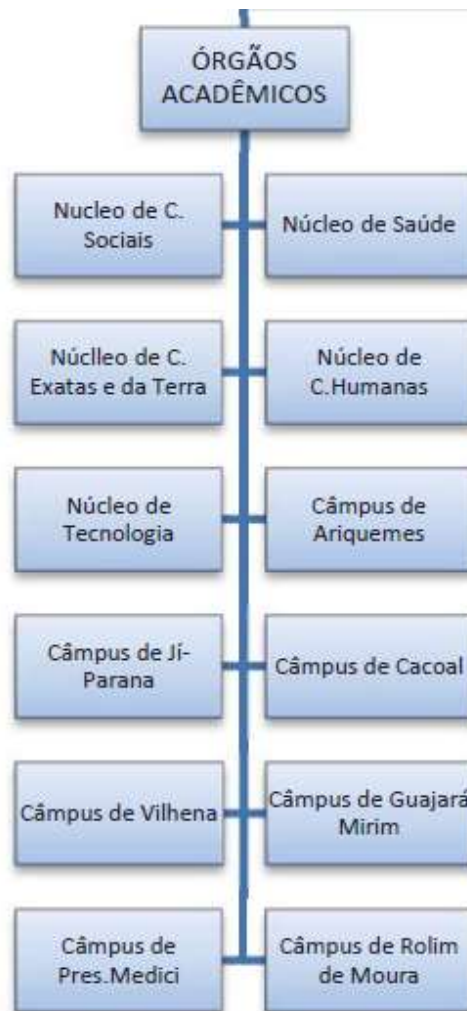 ÓRGÃOS
ACADÊMICOS
Nucleo de C.
Sociais
Núcleo de Saúde
Núclleo de C.
Exatas e da Terra
Núcleo de
C.Humanas
Núcleo de
Tecnologia
Câmpus de
Ariquemes
Câmpus de Jí-
Parana
Câmpus de Cacoal
Câmpus de Vilhena
Câmpus de Guajará
Mirim
Câmpus de
Pres.Medici
Câmpus de Rolim
de Moura